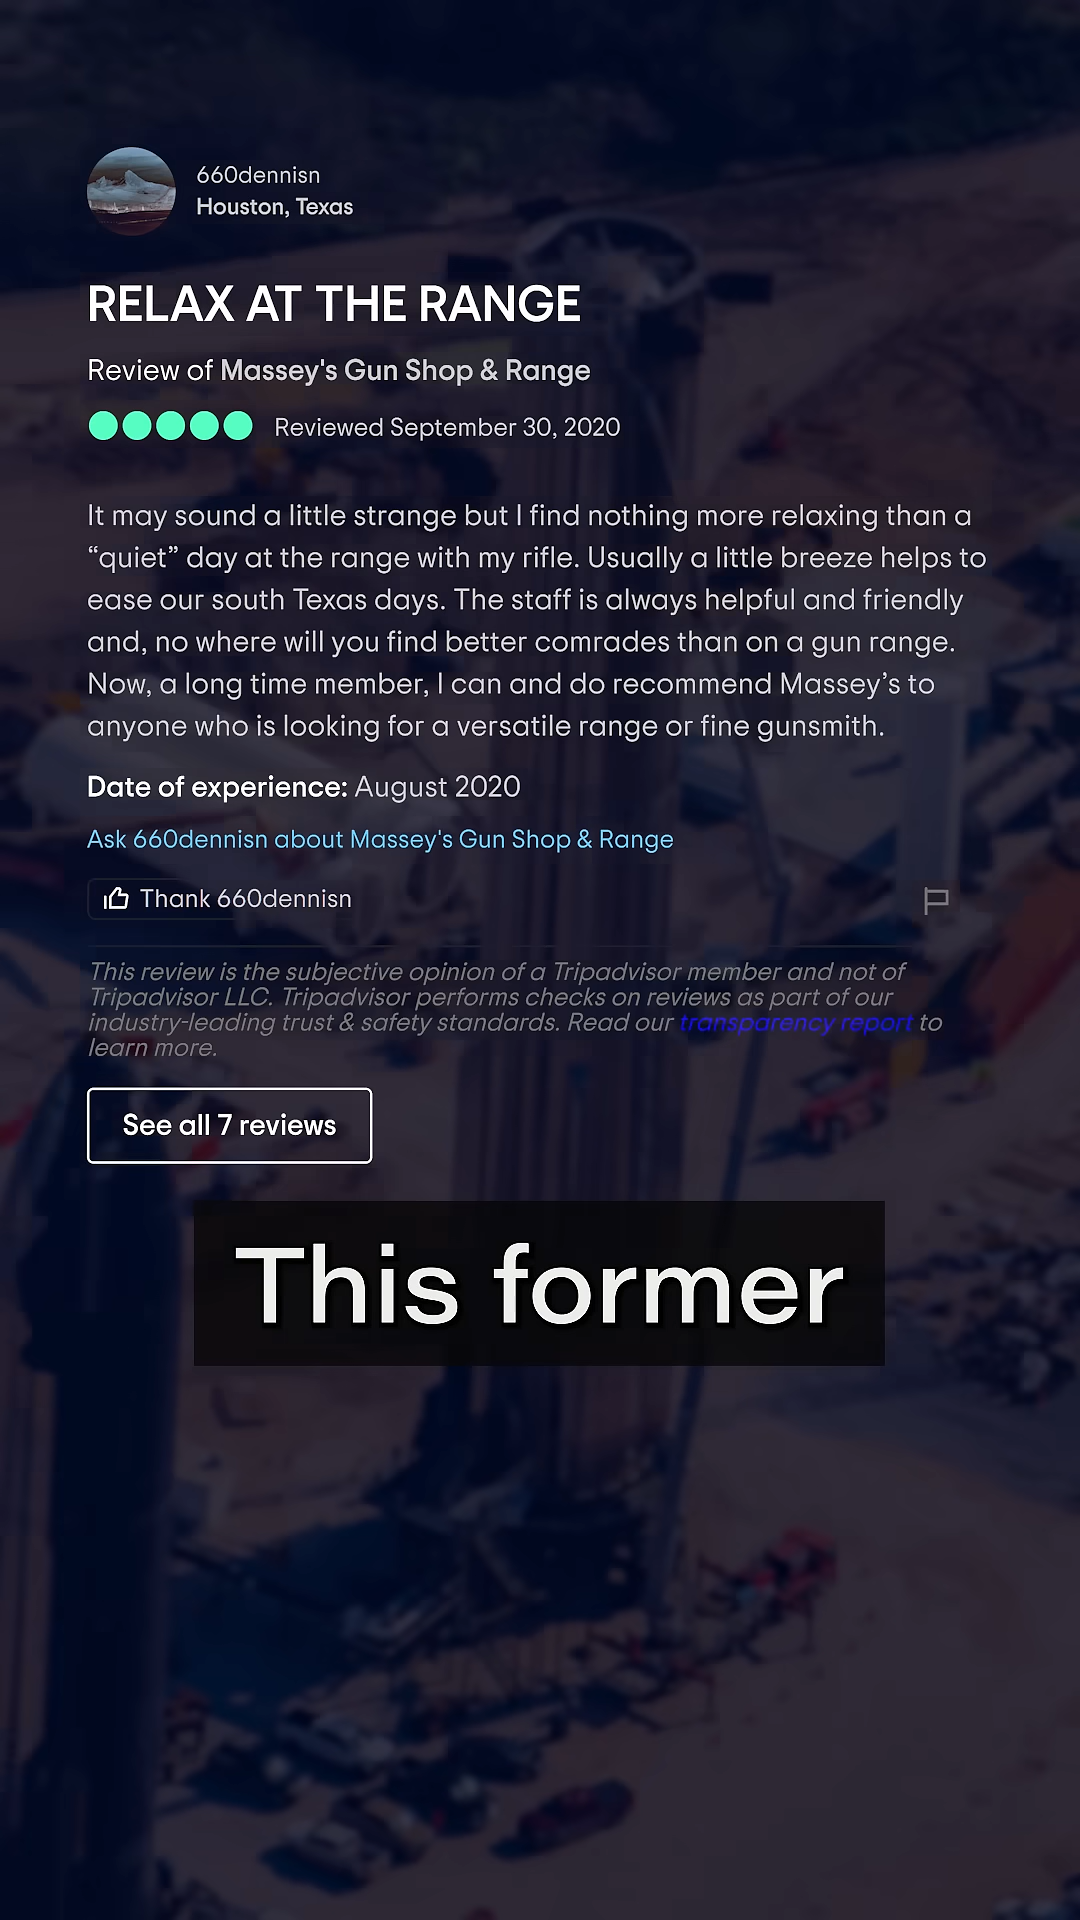 660dennisn
Houston, Texas
RELAX AT THE RANGE
Review of Massey's Gun Shop & Range
Reviewed September 30, 2020
It may sound a little strange but I find nothing more relaxing than a
“quiet” day at the range with my rifle. Usually a little breeze helps to
ease our south Texas days. The staff is always helpful and friendly
and, no where will you find better comrades than on a gun range.
Now, a long time member, I can and do recommend Massey’s to
anyone who is looking for a versatile range or fine gunsmith.
Date of experience: August 2020
Ask 660dennisn about Massey's Gun Shop & Range
Thank 660dennisn
This review is the subjective opinion of a Tripadvisor member and not of
Tripadvisor LLC. Tripadvisor performs checks on reviews as part of our
industry-leading trust & safety standards. Read our transparency report to
learn more.
See all 7 reviews
This former